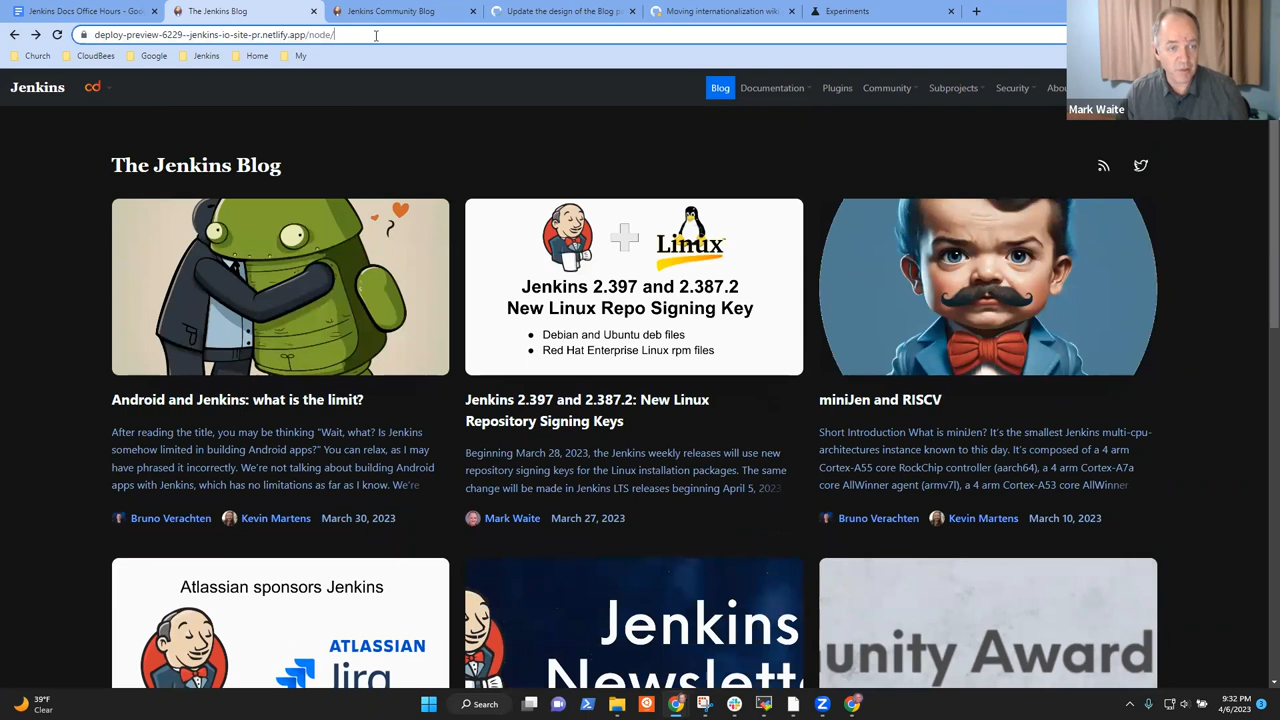 Jenkins Docs Office Hours - Goo
The Jenkins Blog
Jenkins Community Blog
Update the design of the Blog p
Moving internationalization wiki
Experiments
deploy-preview-6229--jenkins-io-site-pr.netlify.app/node/
Church
CloudBees
Google
Jenkins
Home
My
Mark Waite
Jenkins
cd
Blog
Documentation
Plugins
Community
Subprojects
Security
Abou
The Jenkins Blog
Linux
Jenkins 2.397 and 2.387.2
New Linux Repo Signing Key
• Debian and Ubuntu deb files
• Red Hat Enterprise Linux rpm files
Android and Jenkins: what is the limit?
After reading the title, you may be thinking "Wait, what? Is Jenkins
somehow limited in building Android apps?" You can relax, as I may
have phrased it incorrectly. We're not talking about building Android
apps with Jenkins, which has no limitations as far as I know. We're
Bruno Verachten
Kevin Martens
March 30, 2023
Jenkins 2.397 and 2.387.2: New Linux
Repository Signing Keys
Beginning March 28, 2023, the Jenkins weekly releases will use new
repository signing keys for the Linux installation packages. The same
change will be made in Jenkins LTS releases beginning April 5, 2023
Mark Waite
March 27, 2023
miniJen and RISCV
Short Introduction What is miniJen? It's the smallest Jenkins multi-cpu-
architectures instance known to this day. It's composed of a 4 arm
Cortex-A55 core RockChip controller (aarch64), a 4 arm Cortex-A7a
core AllWinner agent (armv7l), a 4 arm Cortex-A53 core AllWinner
Bruno Verachten
Kevin Martens
March 10, 2023
Atlassian sponsors Jenkins
ATLASSIAN
Jira
Jenkins
Newslett
unity Award
39°F
Clear
Search
9:32 PM
4/6/2023
3